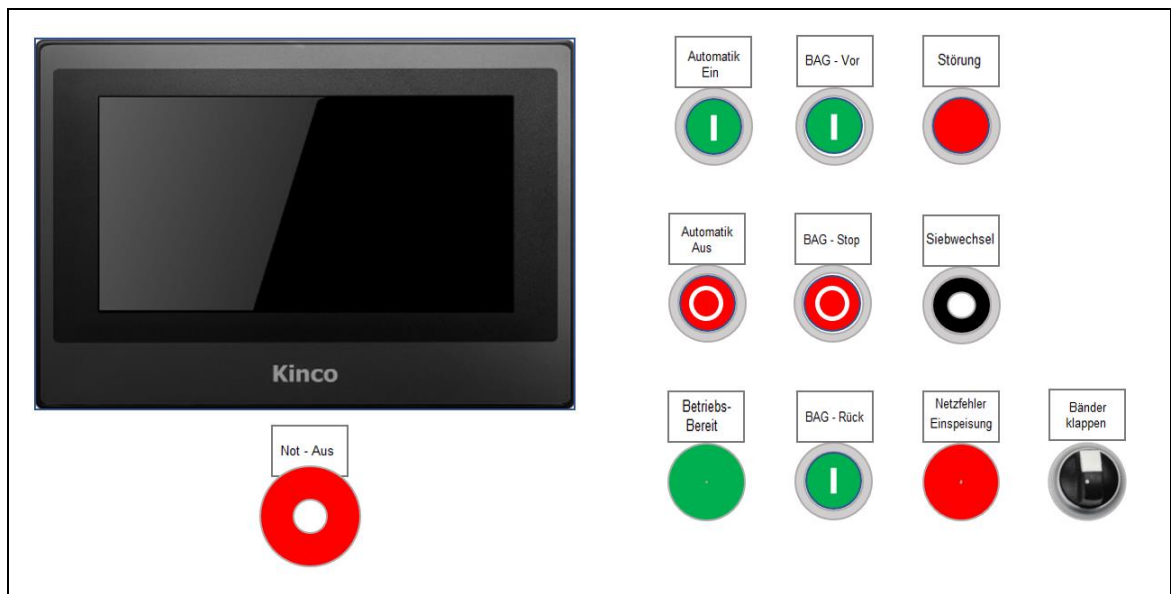 Automatik
Ein
BAG - Vor
Störung
Automatik
Aus
BAG - Stop
Siebwechsel
Kinco
Betriebs-
Bereit
BAG - Rück
Netzfehler
Einspeisung
Bänder
klappen
Not - Aus